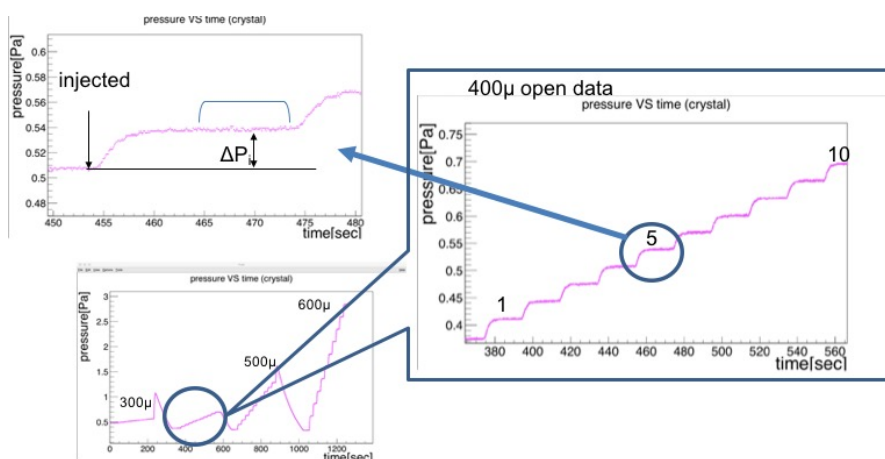 pressure VS time (crystal)
pressure[Pa]
0.6
0.58
0.56
0.54
0.52
0.5
0.48
injected
ΔPi
450 455 460 465 470 475 480
time[sec]
400μ open data
pressure VS time (crystal)
pressure[Pa]
0.75
0.7
0.65
0.6
0.55
0.5
0.45
0.4
1
5
10
380 400 420 440 460 480 500 520 540 560
time[sec]
pressure VS time (crystal)
pressure[Pa]
3
2.5
2
1.5
1
0.5
300μ
500μ
600μ
0 200 400 600 800 1000 1200
time[sec]